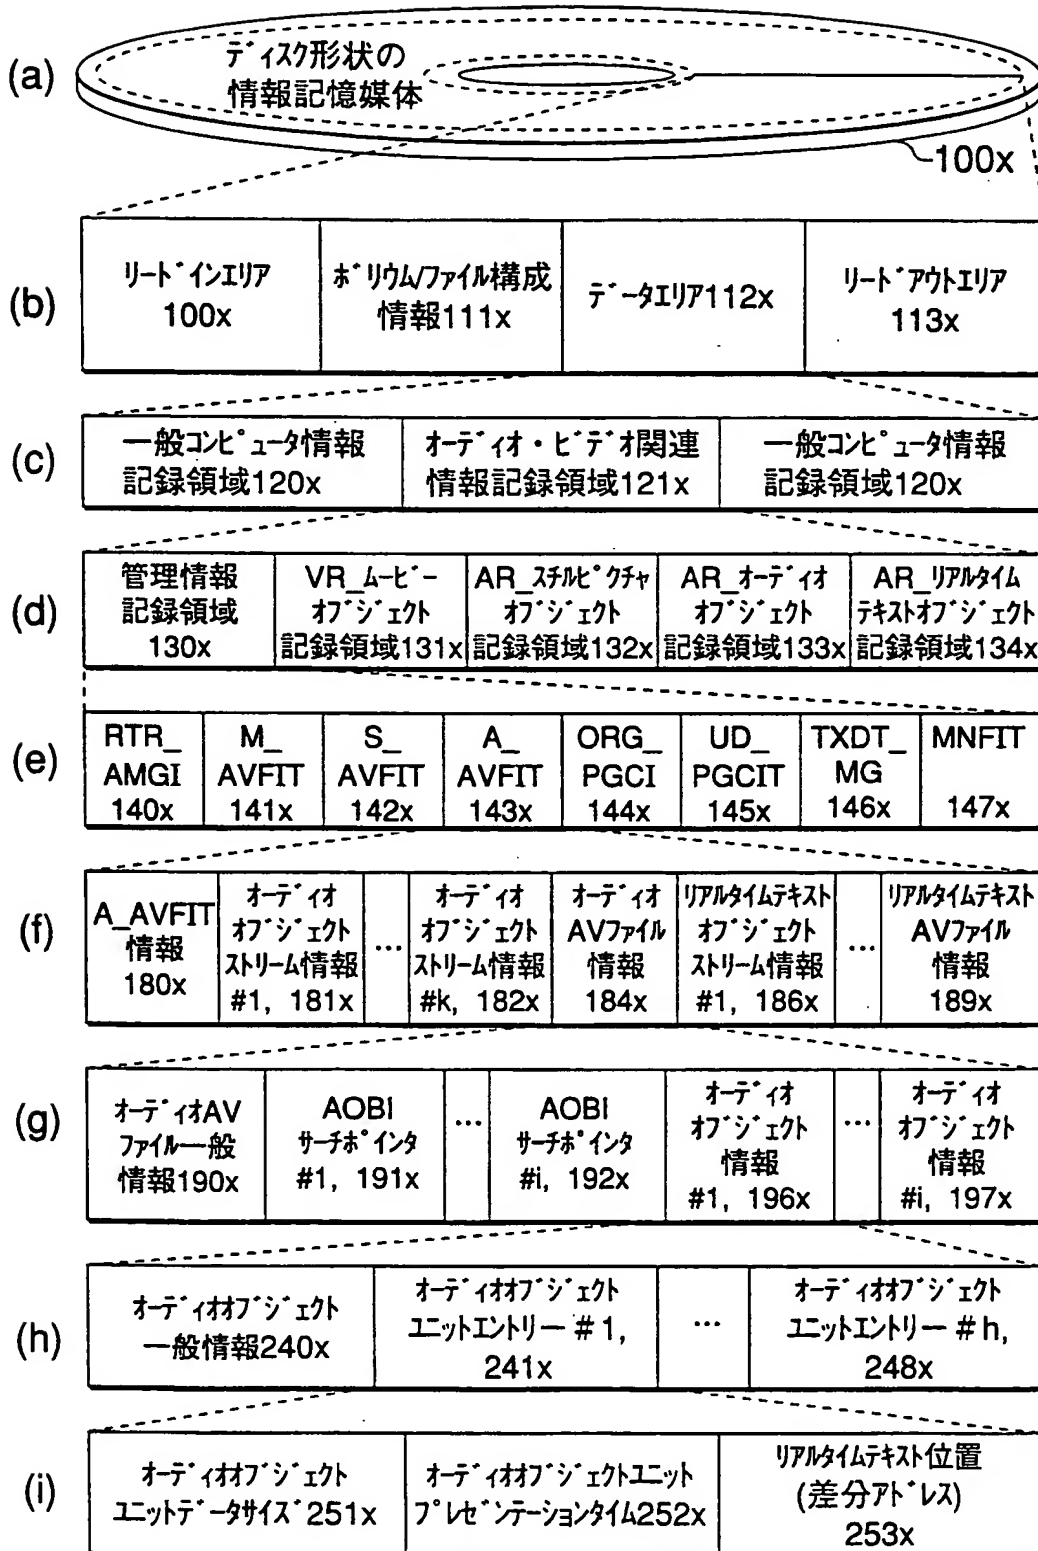 (a)
ディスク形状の
情報記憶媒体
100x
(b)
リードインエリア
100x
ボリウム/ファイル構成
情報111x
データエリア112x
リードアウトエリア
113x
(c)
一般コンピュータ情報
記録領域120x
オーディオ・ビデオ関連
情報記録領域121x
一般コンピュータ情報
記録領域120x
(d)
管理情報
記録領域
130x
VR_ムービー
オブジェクト
記録領域131x
AR_スチルピクチャ
オブジェクト
記録領域132x
AR_オーディオ
オブジェクト
記録領域133x
AR_リアルタイム
テキストオブジェクト
記録領域134x
(e)
RTR_
AMGI
140x
M_
AVFIT
141x
S_
AVFIT
142x
A_
AVFIT
143x
ORG_
PGCI
144x
UD_
PGCIT
145x
TXDT_
MG
146x
MNFIT
147x
(f)
A_AVFIT
情報
180x
オーディオ
オブジェクト
ストリーム情報
#1, 181x
...
オーディオ
オブジェクト
ストリーム情報
#k, 182x
オーディオ
AVファイル
情報
184x
リアルタイムテキスト
オブジェクト
ストリーム情報
#1, 186x
...
リアルタイムテキスト
AVファイル
情報
189x
(g)
オーディオAV
ファイル一般
情報190x
AOBI
サーチポインタ
#1, 191x
...
AOBI
サーチポインタ
#i, 192x
オーディオ
オブジェクト
情報
#1, 196x
...
オーディオ
オブジェクト
情報
#i, 197x
(h)
オーディオオブジェクト
一般情報240x
オーディオオブジェクト
ユニットエントリー#1,
241x
...
オーディオオブジェクト
ユニットエントリー#h,
248x
(i)
オーディオオブジェクト
ユニットデータサイズ251x
オーディオオブジェクトユニット
プレゼンテーションタイム252x
リアルタイムテキスト位置
(差分アドレス)
253x